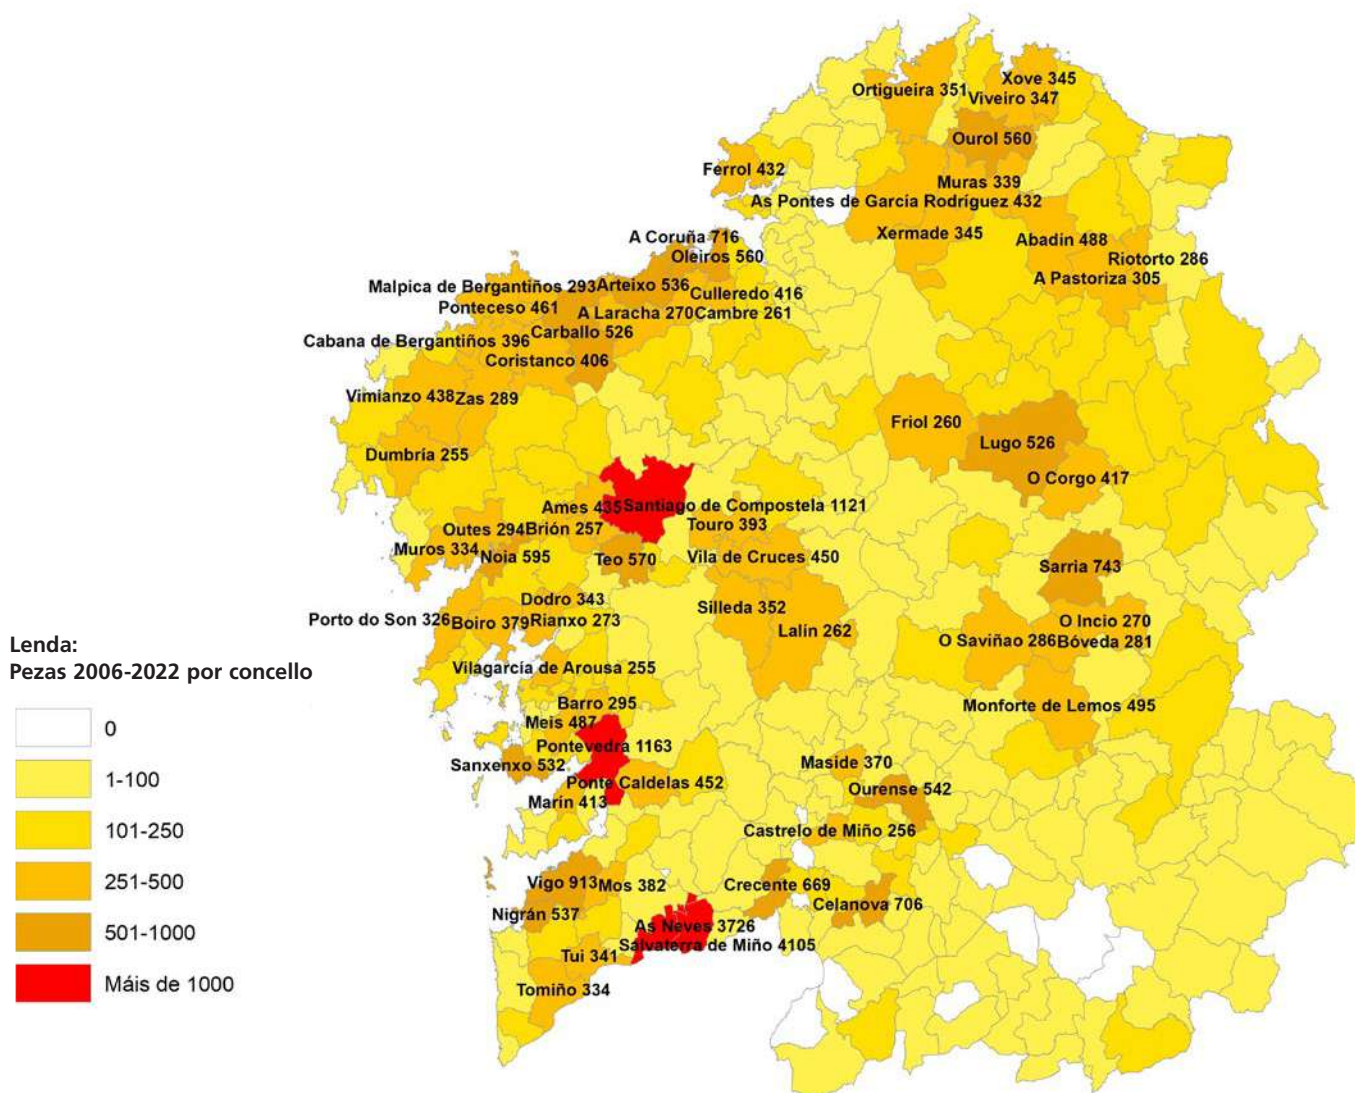 Xove 345
Ortigueira 351
Viveiro 347
Ourol 560
Ferrol 432
Muras 339
As Pontes de García Rodríguez 432
A Coruña 716
Xermade 345
Abadín 488
Oleiros 560
Riotorto 286
Malpica de Bergantiños 293
Arteixo 536
A Pastoriza 305
Culleredo 416
Ponteceso 461
A Laracha 270
Cambre 261
Carballo 526
Cabana de Bergantiños 396
Coristanco 406
Vimianzo 438
Zas 289
Friol 260
Lugo 526
Dumbría 255
O Corgo 417
Ames 435
Santiago de Compostela 1121
Outes 294
Brión 257
Touro 393
Muros 334
Noia 595
Teo 570
Vila de Cruces 450
Sarria 743
Dodro 343
Silleda 352
Porto do Son 326
Boiro 379
Rianxo 273
O Incio 270
Lalín 262
O Saviñao 286
Bóveda 281
Lenda:
Pezas 2006-2022 por concello
Vilagarcía de Arousa 255
Barro 295
Monforte de Lemos 495
Meis 487
0
Pontevedra 1163
Sanxenxo 532
Maside 370
1-100
Ponte Caldelas 452
Ourense 542
Marín 413
101-250
Castrelo de Miño 256
251-500
Vigo 913
Mos 382
Crecente 669
Celanova 706
Nigrán 537
As Neves 3726
501-1000
Salvaterra de Miño 4105
Tui 341
Máis de 1000
Tomiño 334